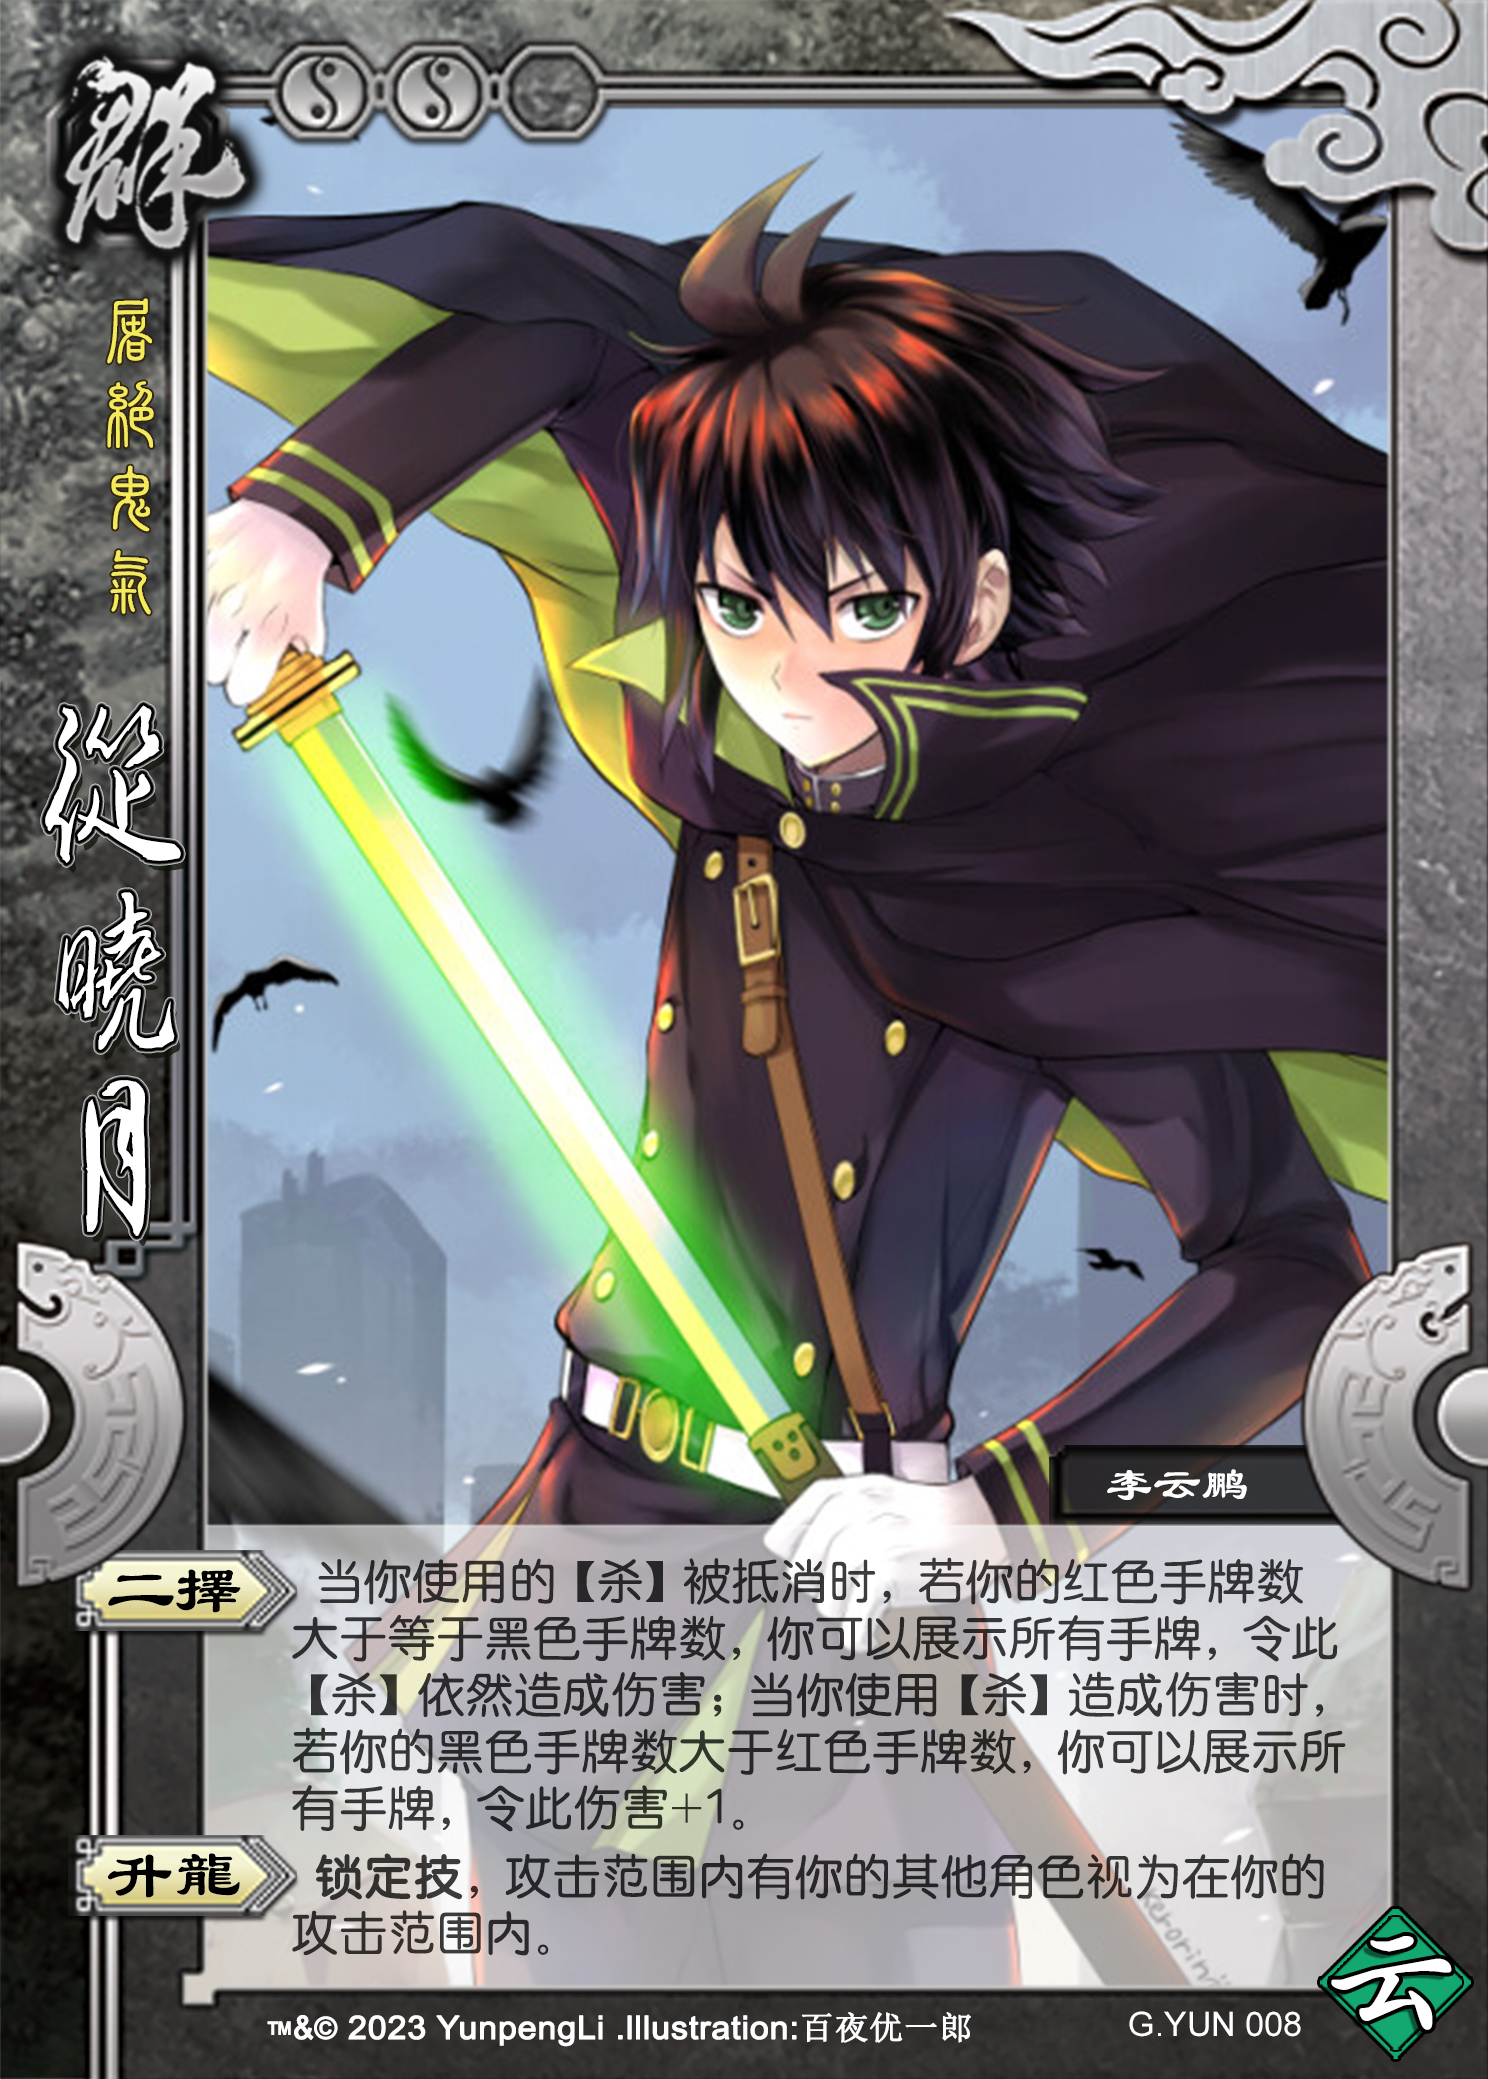 群
屠絕鬼氣
從曉月
李云鹏
二擇
当你使用的【杀】被抵消时，若你的红色手牌数
大于等于黑色手牌数，你可以展示所有手牌，令此
【杀】依然造成伤害；当你使用【杀】造成伤害时，
若你的黑色手牌数大于红色手牌数，你可以展示所
有手牌，令此伤害+1。
升龍
锁定技，攻击范围内有你的其他角色视为在你的
攻击范围内。
™&© 2023 YunpengLi .Illustration:百夜优一郎
G.YUN 008
云